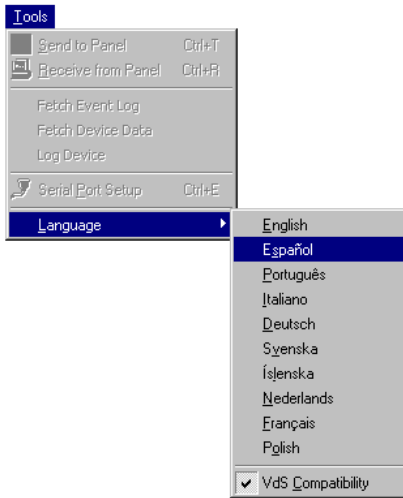 Tools
Send to Panel Ctrl+T
Receive from Panel Ctrl+R
Fetch Event Log
Fetch Device Data
Log Device
Serial Port Setup Ctrl+E
Language
English
Español
Português
Italiano
Deutsch
Svenska
Íslenska
Nederlands
Français
Polish
VdS Compatibility